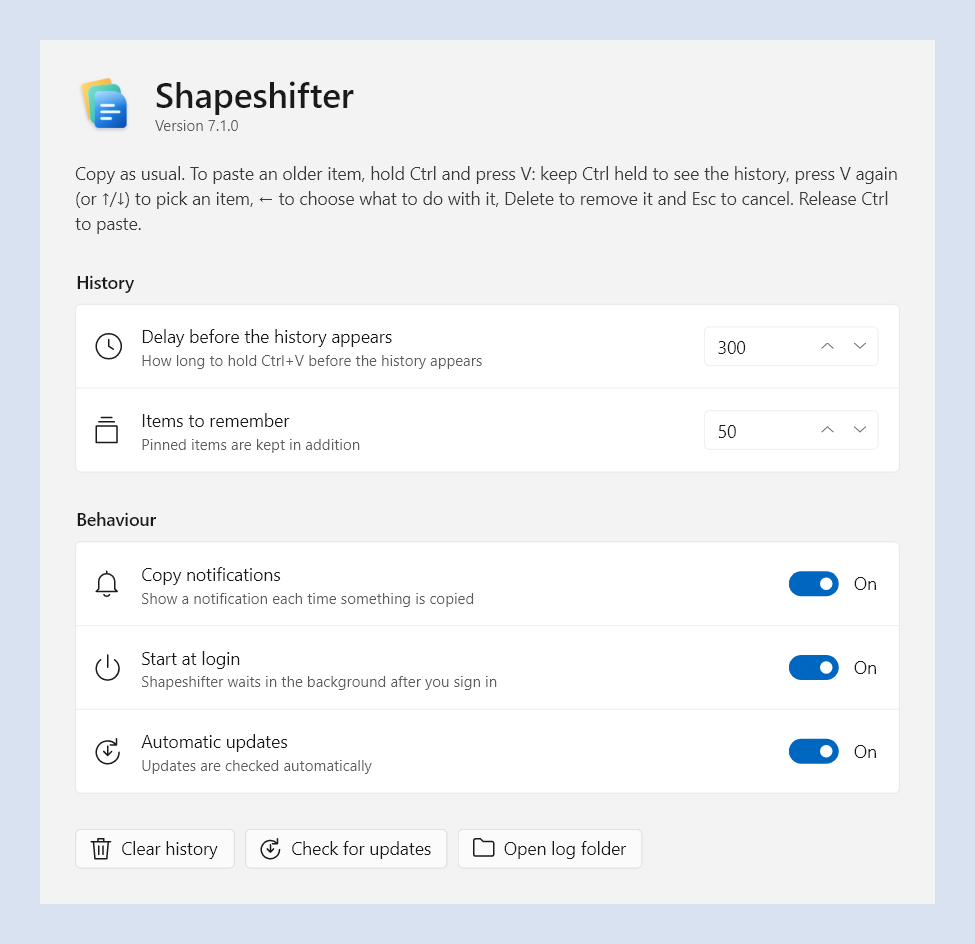 Shapeshifter
Version 7.1.0
Copy as usual. To paste an older item, hold Ctrl and press V: keep Ctrl held to see the history, press V again
(or ↑/↓) to pick an item, ← to choose what to do with it, Delete to remove it and Esc to cancel. Release Ctrl
to paste.
History
Delay before the history appears
How long to hold Ctrl+V before the history appears
300
Items to remember
Pinned items are kept in addition
50
Behaviour
Copy notifications
Show a notification each time something is copied
On
Start at login
Shapeshifter waits in the background after you sign in
On
Automatic updates
Updates are checked automatically
On
Clear history
Check for updates
Open log folder